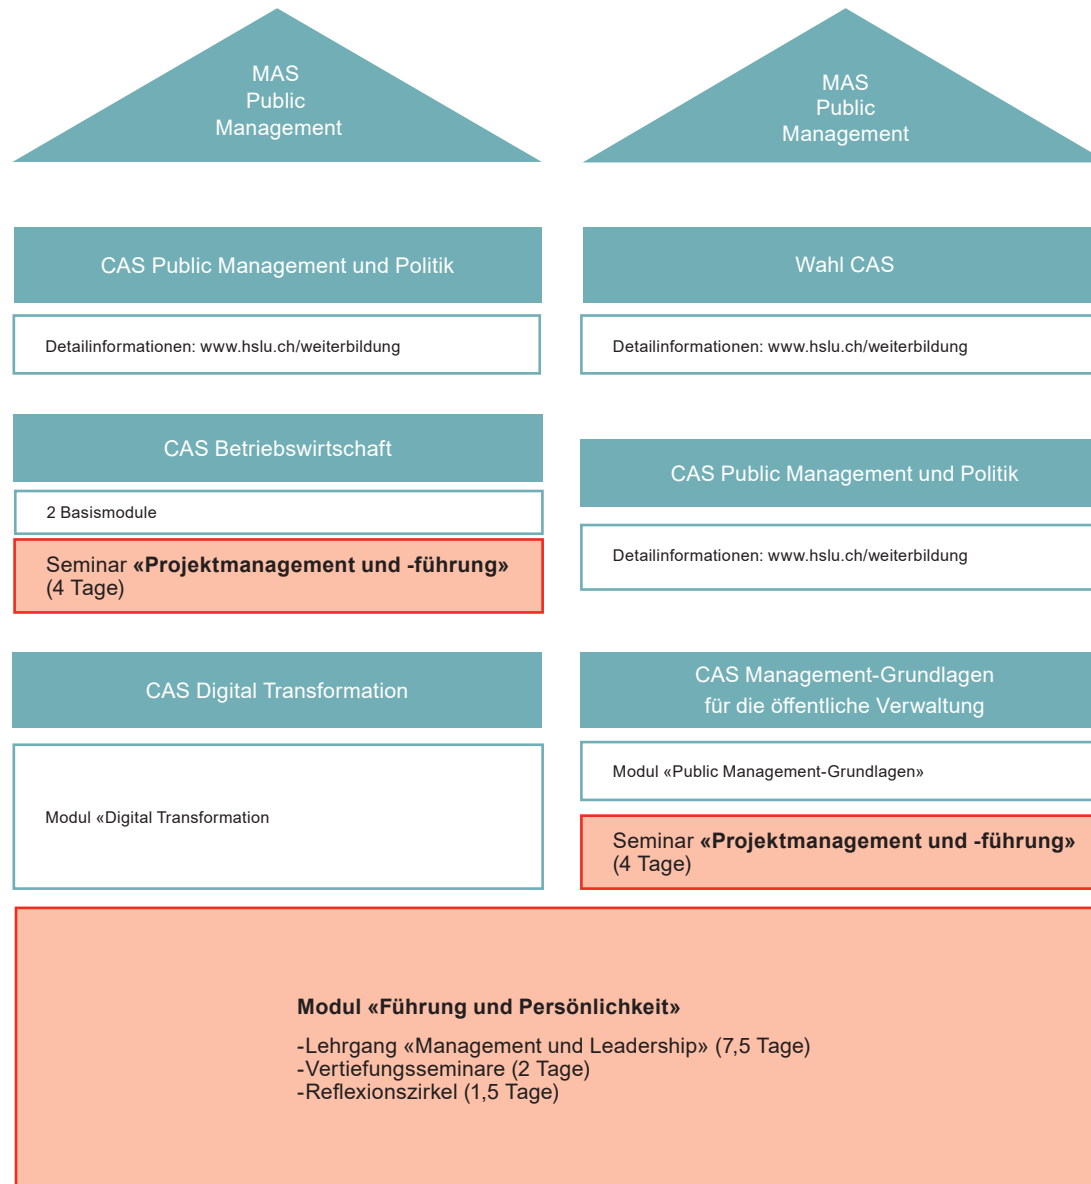 MAS
Public
Management
CAS Public Management und Politik
Detailinformationen: www.hslu.ch/weiterbildung
CAS Betriebswirtschaft
2 Basismodule
Seminar «Projektmanagement und -führung»
(4 Tage)
CAS Digital Transformation
Modul «Digital Transformation
MAS
Public
Management
Wahl CAS
Detailinformationen: www.hslu.ch/weiterbildung
CAS Public Management und Politik
Detailinformationen: www.hslu.ch/weiterbildung
CAS Management-Grundlagen
für die öffentliche Verwaltung
Modul «Public Management-Grundlagen»
Seminar «Projektmanagement und -führung»
(4 Tage)
Modul «Führung und Persönlichkeit»
-Lehrgang «Management und Leadership» (7,5 Tage)
-Vertiefungsseminare (2 Tage)
-Reflexionszirkel (1,5 Tage)